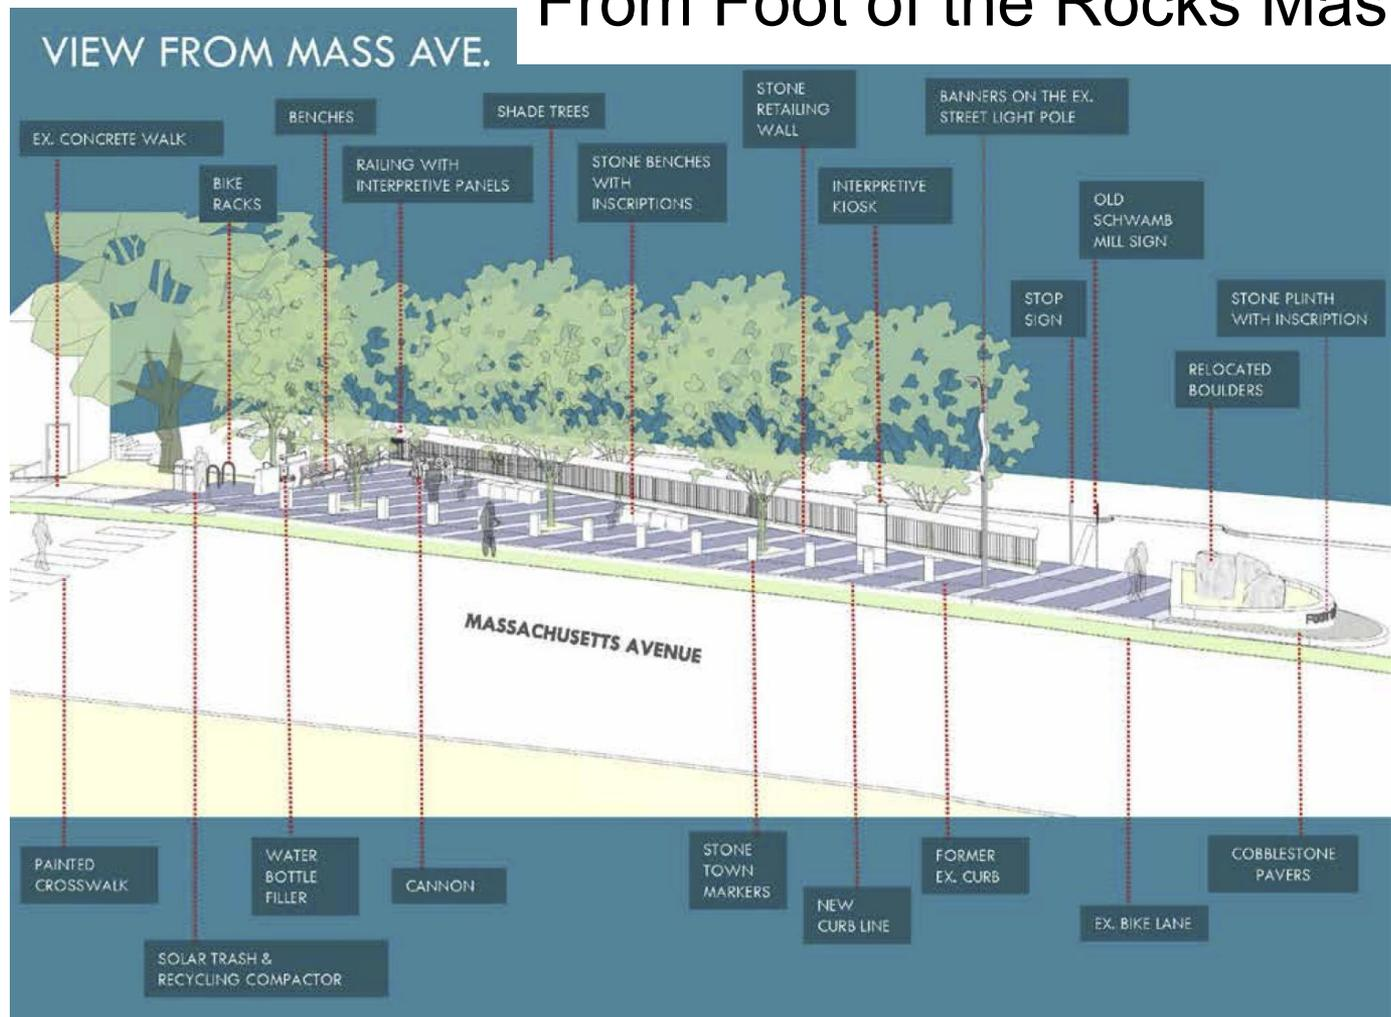 From Foot of the Rocks Mas
VIEW FROM MASS AVE.
EX. CONCRETE WALK
BIKE
RACKS
BENCHES
RAILING WITH
INTERPRETIVE PANELS
SHADE TREES
STONE BENCHES
WITH
INSCRIPTIONS
STONE
RETAILING
WALL
INTERPRETIVE
KIOSK
BANNERS ON THE EX.
STREET LIGHT POLE
STOP
SIGN
OLD
SCHWAMB
MILL SIGN
RELOCATED
BOULDERS
STONE PLINTH
WITH INSCRIPTION
MASSACHUSETTS AVENUE
PAINTED
CROSSWALK
SOLAR TRASH &
RECYCLING COMPACTOR
WATER
BOTTLE
FILLER
CANNON
STONE
TOWN
MARKERS
NEW
CURB LINE
FORMER
EX. CURB
EX. BIKE LANE
COBBLESTONE
PAVERS